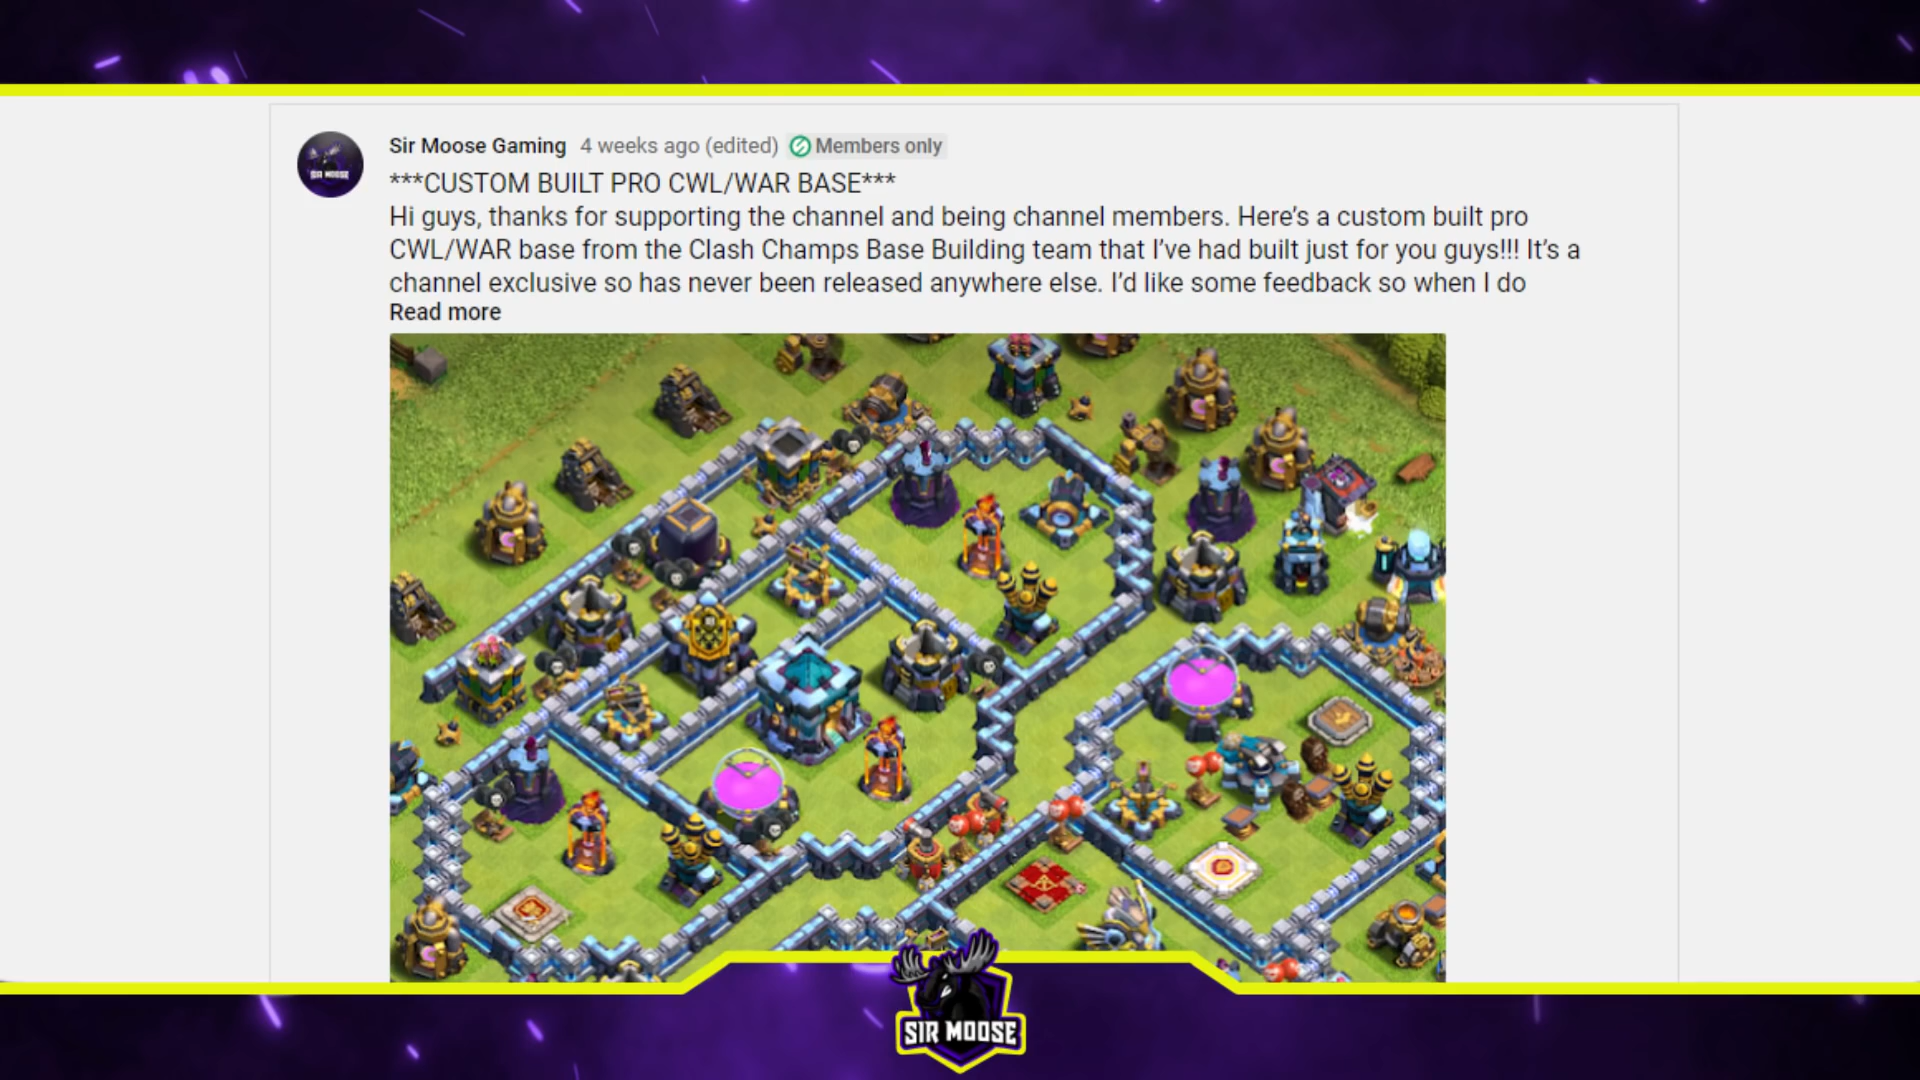 Sir Moose Gaming 4 weeks ago (edited) Members only
***CUSTOM BUILT PRO CWL/WAR BASE***
Hi guys, thanks for supporting the channel and being channel members. Here’s a custom built pro
CWL/WAR base from the Clash Champs Base Building team that I’ve had built just for you guys!!! It’s a
channel exclusive so has never been released anywhere else. I’d like some feedback so when I do
Read more
SIR MOOSE
SIR MOOSE